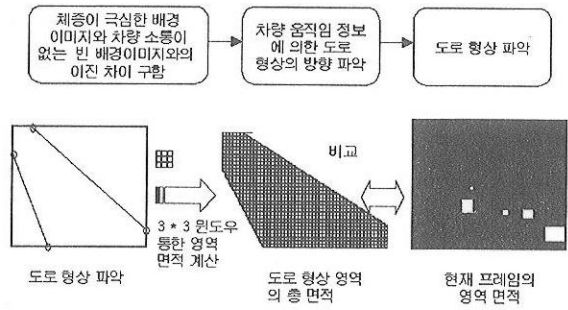 체증이 극심한 배경
이미지와 차량 소통이
없는 빈 배경이미지와의
이진 차이 구함
차량 움직임 정보
에 의한 도로
형상의 방향 파악
도로 형상 파악
비교
3 * 3 윈도우
통한 영역
면적 계산
도로 형상 파악
도로 형상 영역
의 총 면적
현재 프레임의
영역 면적